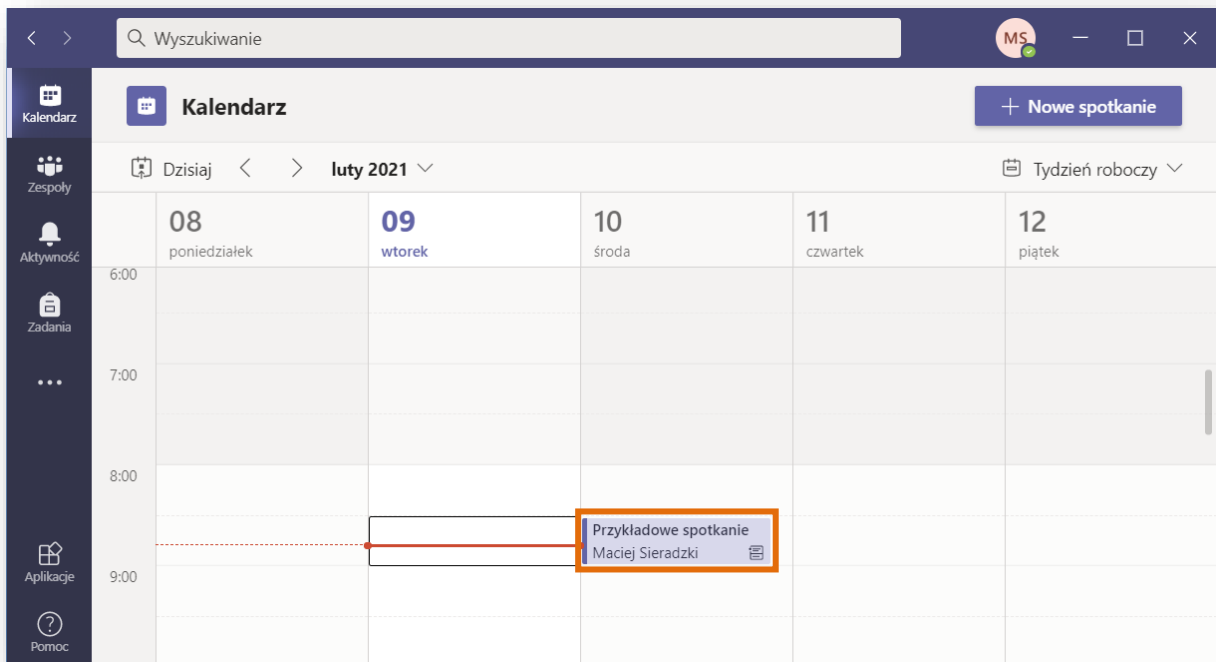 Wyszukiwanie
MS
Kalendarz
Kalendarz
+ Nowe spotkanie
Zespoły
Dzisiaj
luty 2021
Tydzień roboczy
Aktywność
08
poniedziałek
09
wtorek
10
środa
11
czwartek
12
piątek
6:00
Zadania
7:00
8:00
Przykładowe spotkanie
Maciej Sieradzki
9:00
Aplikacje
Pomoc